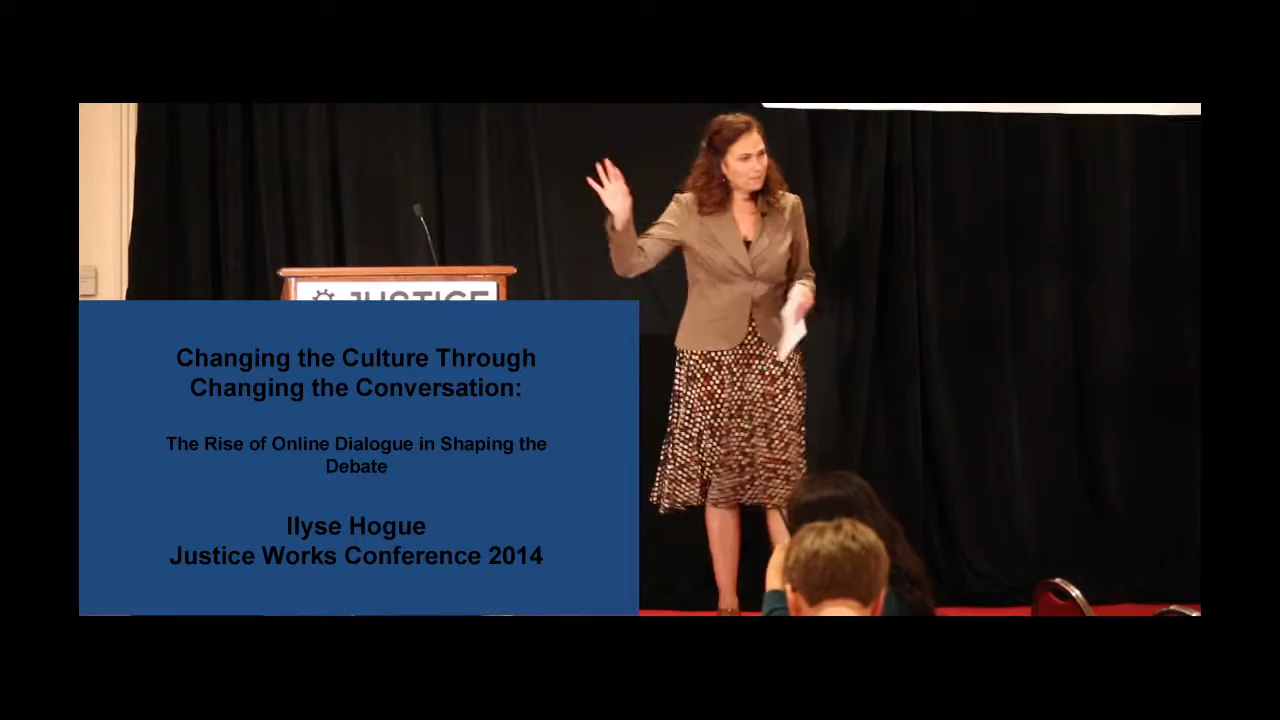 JUSTICE
Changing the Culture Through
Changing the Conversation:
The Rise of Online Dialogue in Shaping the
Debate
Ilyse Hogue
Justice Works Conference 2014